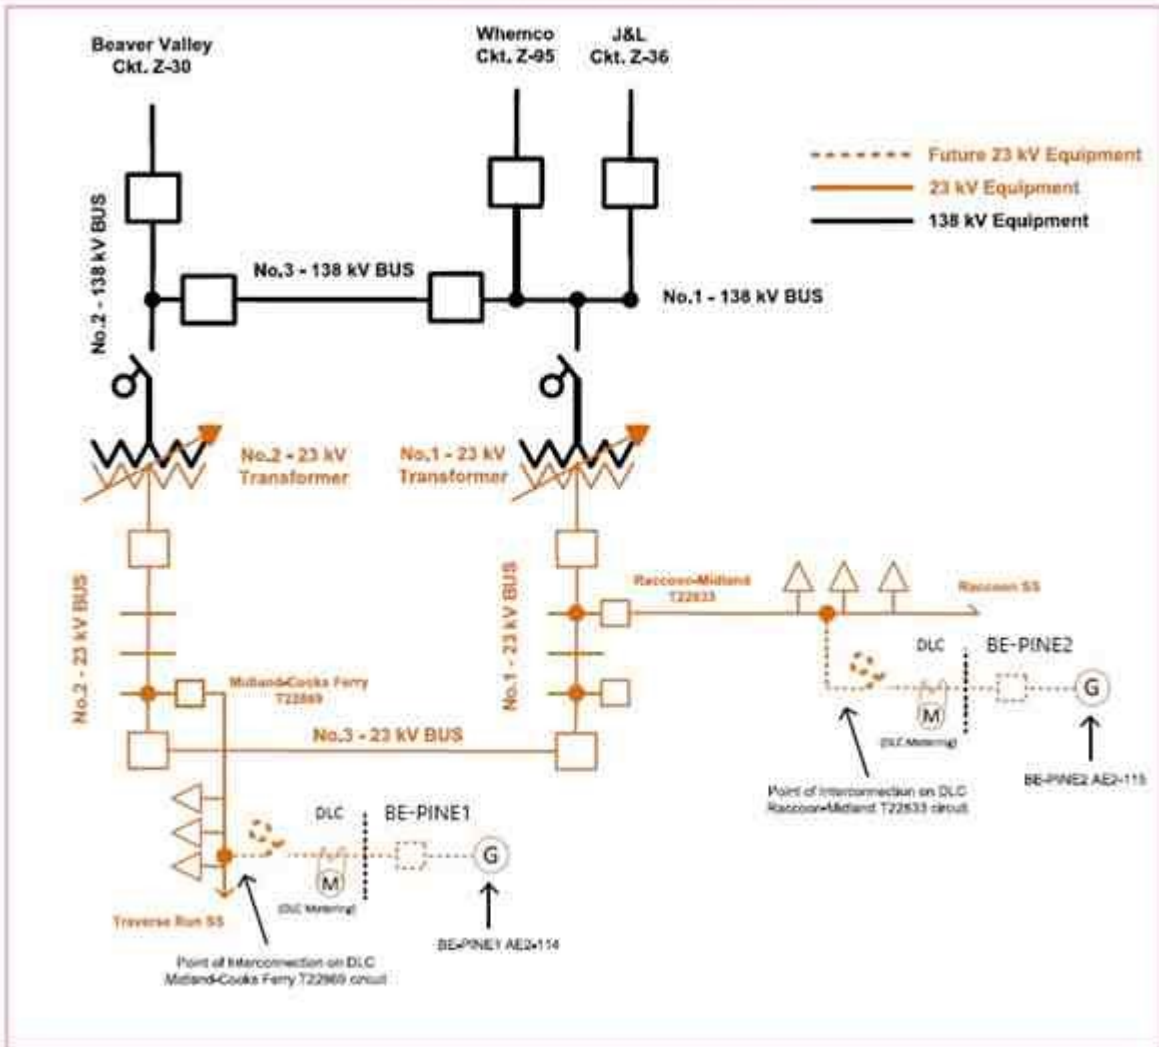 Beaver Valley
Ckt. Z-30
Whemco
Ckt. Z-95
J&L
Ckt. Z-36
Future 23 kV Equipment
23 kV Equipment
138 kV Equipment
No.2 - 138 kV BUS
No.3 - 138 kV BUS
No.1 - 138 kV BUS
No.2 - 23 kV
Transformer
No.1 - 23 kV
Transformer
No.2 - 23 kV BUS
No.1 - 23 kV BUS
Raccoon-Midland
T22833
Raccoon SS
DLC
BE-PINE2
M
G
(DLC Metering)
BE-PINE2 AE2-115
Point of Interconnection on DLC
Raccoon-Midland T22833 circuit
Midland-Cooks Ferry
T22869
No.3 - 23 kV BUS
DLC
BE-PINE1
M
G
(DLC Metering)
Traverse Run SS
BE-PINE1 AE2-114
Point of Interconnection on DLC
Midland-Cooks Ferry T22869 circuit